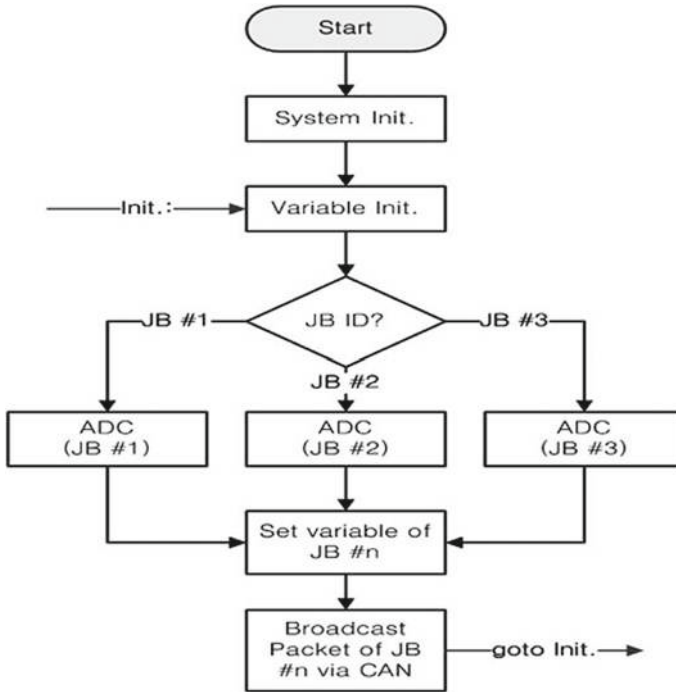 Start
System Init.
Init.:
Variable Init.
JB ID?
JB #1
JB #3
JB #2
ADC
(JB #1)
ADC
(JB #2)
ADC
(JB #3)
Set variable of
JB #n
Broadcast
Packet of JB
#n via CAN
goto Init.